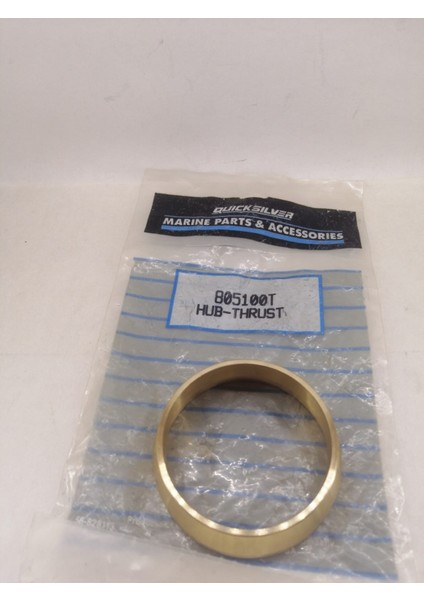 QUICKSILVER
MARINE PARTS & ACCESSORIES
805100T
HUB-THRUST